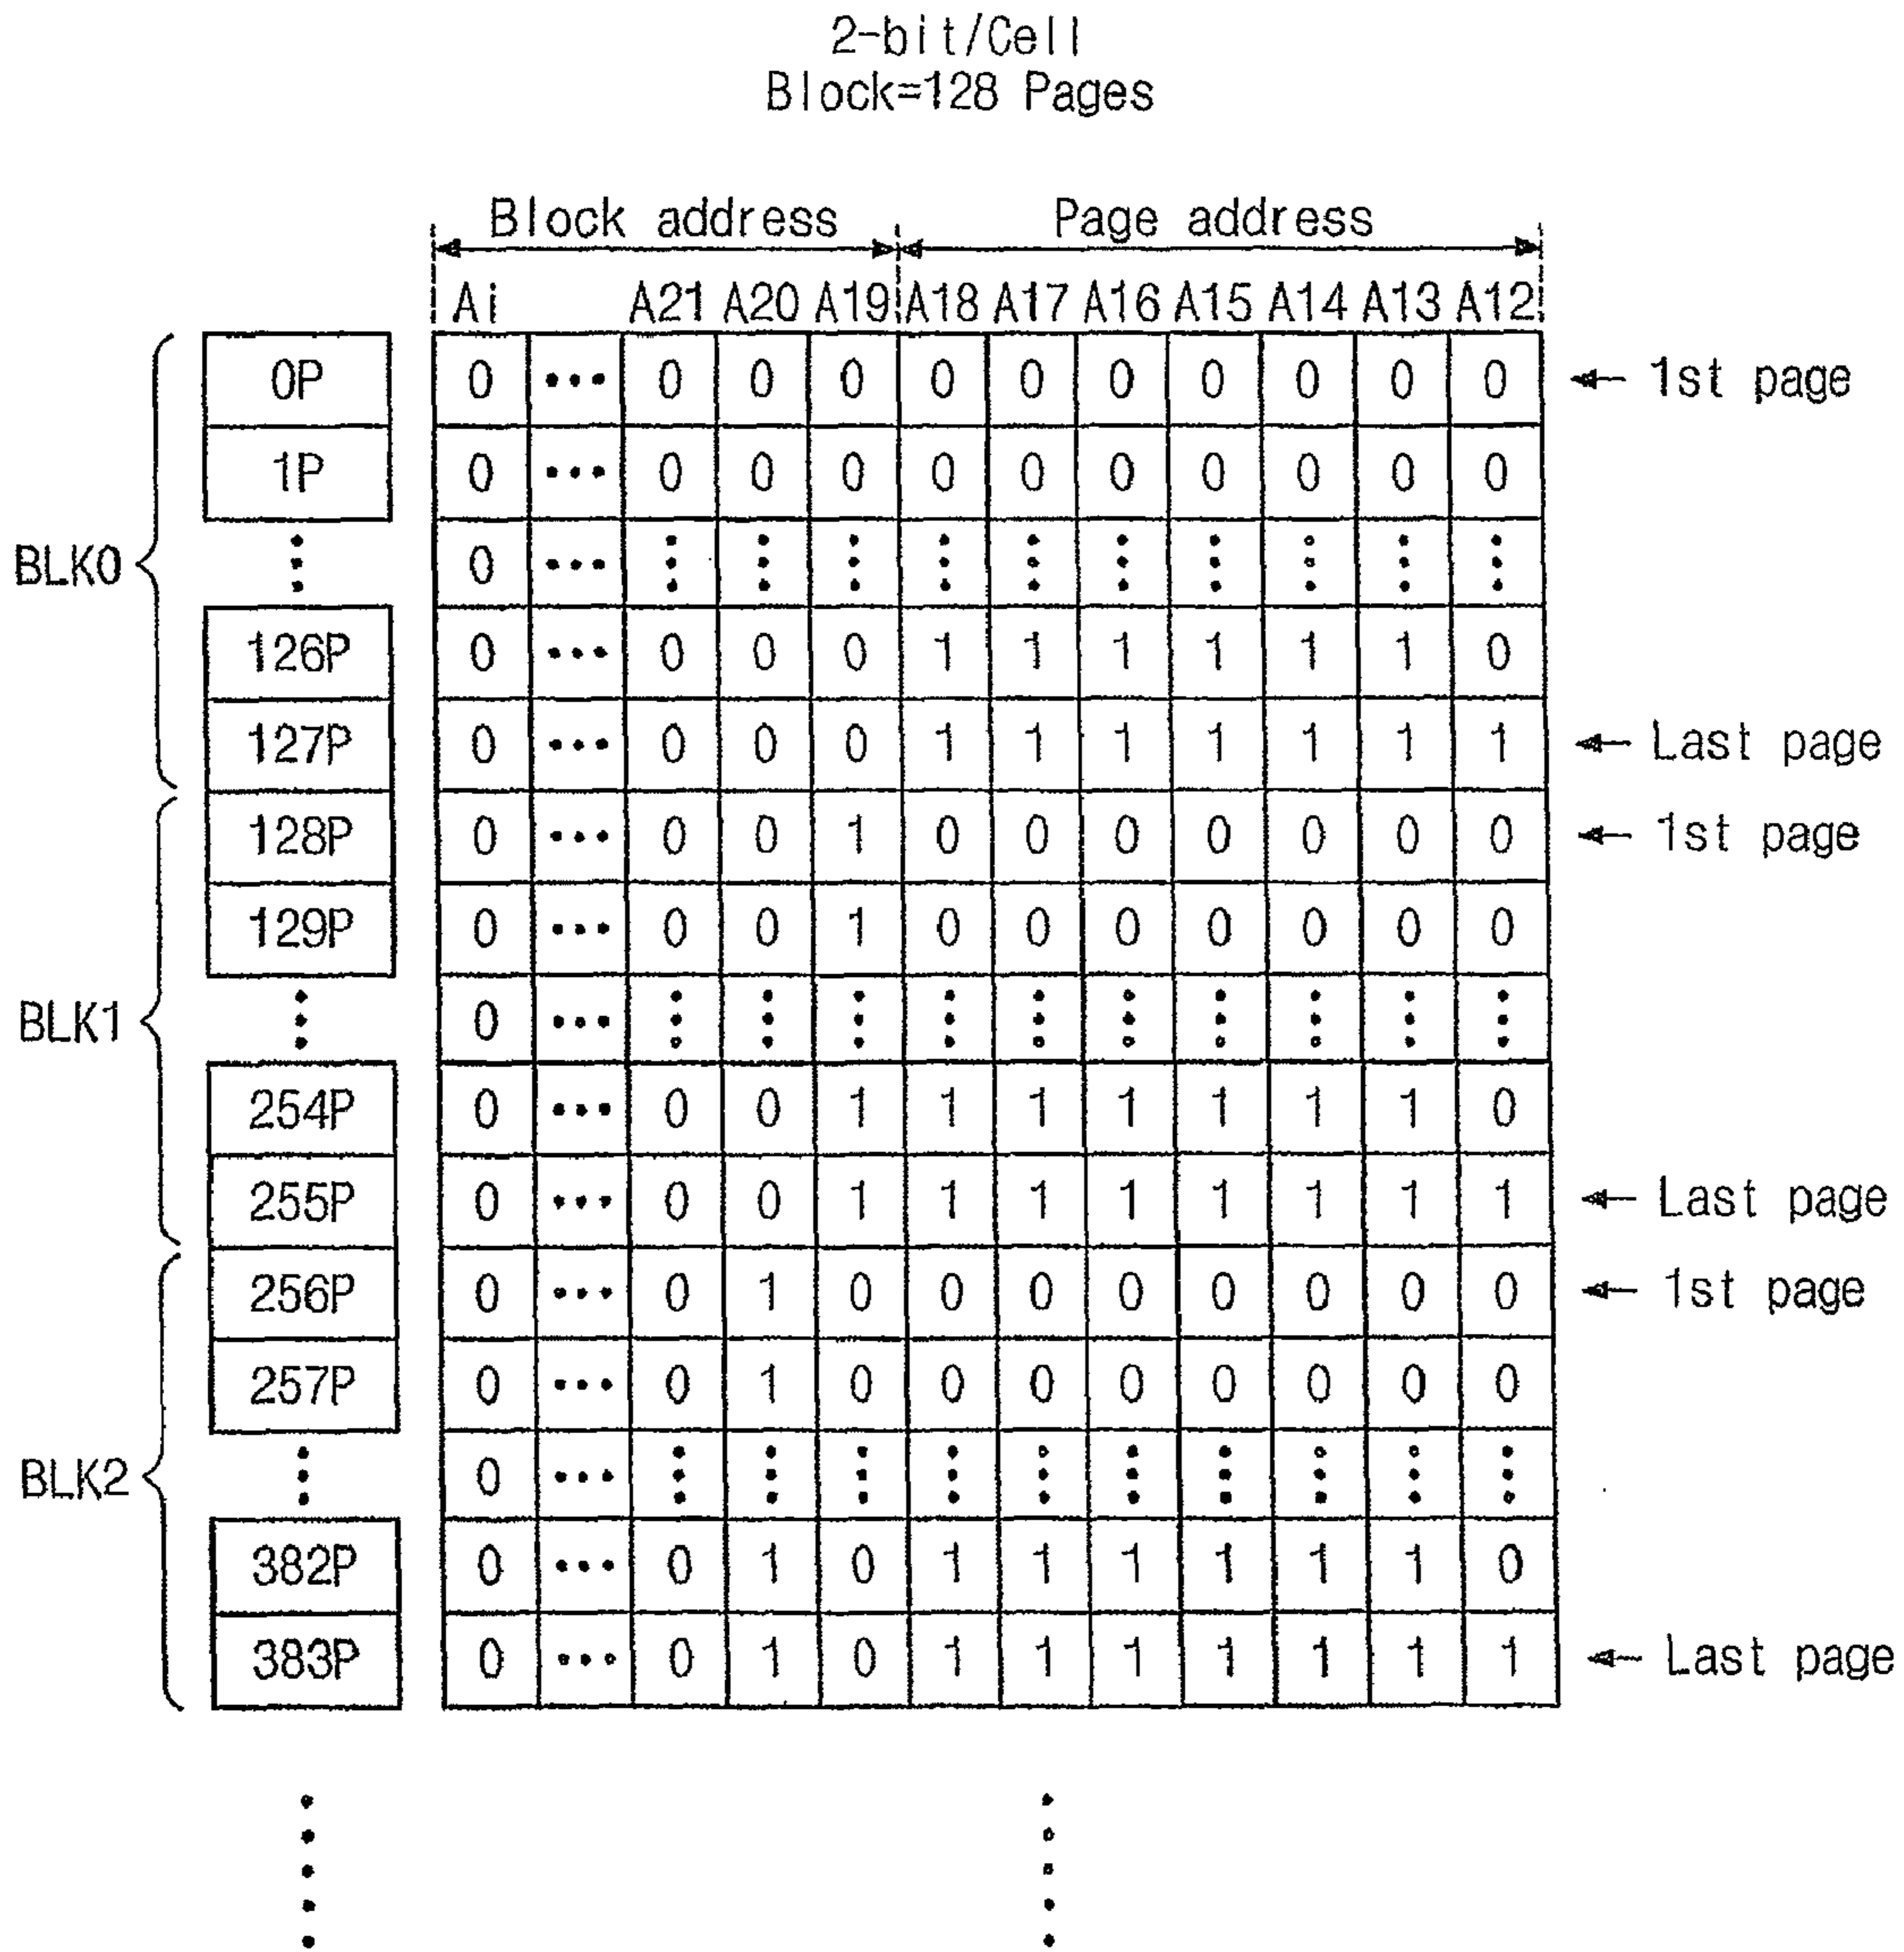 2-bit/Cell
Block=128 Pages
Block address Page address
Ai A21 A20 A19 A18 A17 A16 A15 A14 A13 A12
0P 0 ••• 0 0 0 0 0 0 0 0 0 0 1st page
1P 0 ••• 0 0 0 0 0 0 0 0 0 0
BLK0 0 •••
126P 0 ••• 0 0 0 1 1 1 1 1 1 0
127P 0 ••• 0 0 0 1 1 1 1 1 1 1 Last page
128P 0 ••• 0 0 1 0 0 0 0 0 0 0 1st page
129P 0 ••• 0 0 1 0 0 0 0 0 0 0
BLK1 0 •••
254P 0 ••• 0 0 1 1 1 1 1 1 1 0
255P 0 ••• 0 0 1 1 1 1 1 1 1 1 Last page
256P 0 ••• 0 1 0 0 0 0 0 0 0 0 1st page
257P 0 ••• 0 1 0 0 0 0 0 0 0 0
BLK2 0 •••
382P 0 ••• 0 1 0 1 1 1 1 1 1 0
383P 0 ••• 0 1 0 1 1 1 1 1 1 1 Last page